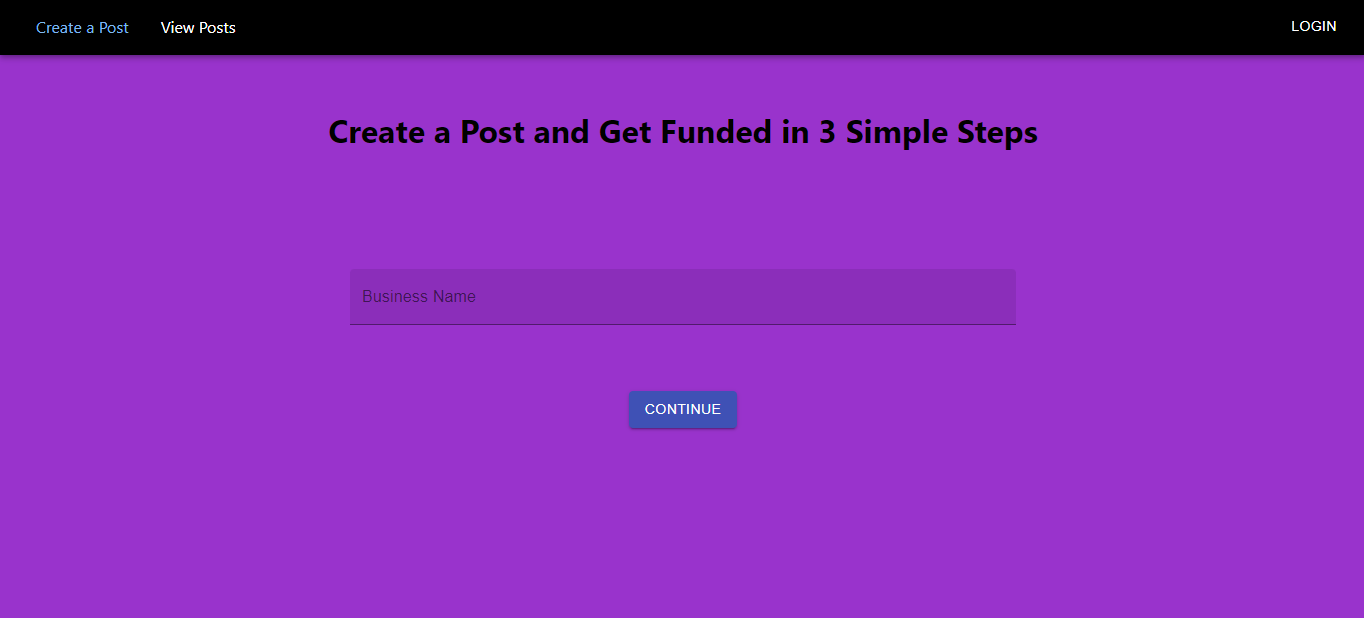 Create a Post View Posts LOGIN
Create a Post and Get Funded in 3 Simple Steps
Business Name
CONTINUE